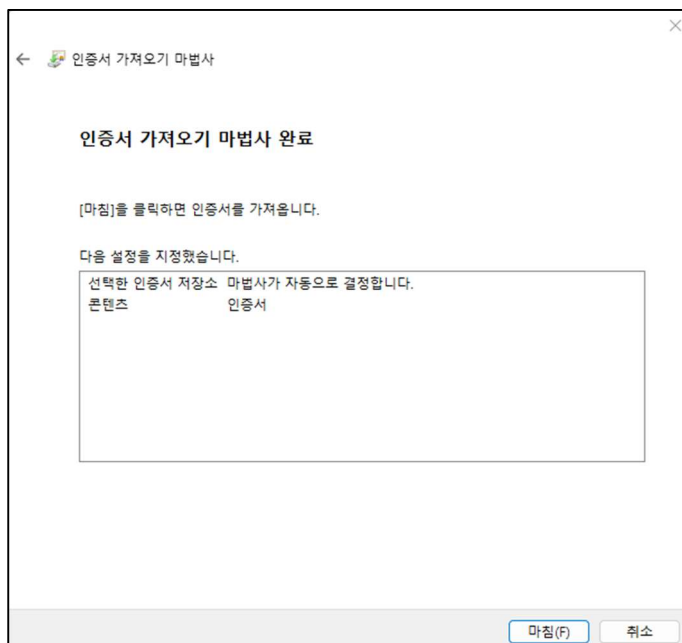 인증서 가져오기 마법사
인증서 가져오기 마법사 완료
[마침]을 클릭하면 인증서를 가져옵니다.
다음 설정을 지정했습니다.
선택한 인증서 저장소 마법사가 자동으로 결정합니다.
콘텐츠 인증서
마침(F) 취소